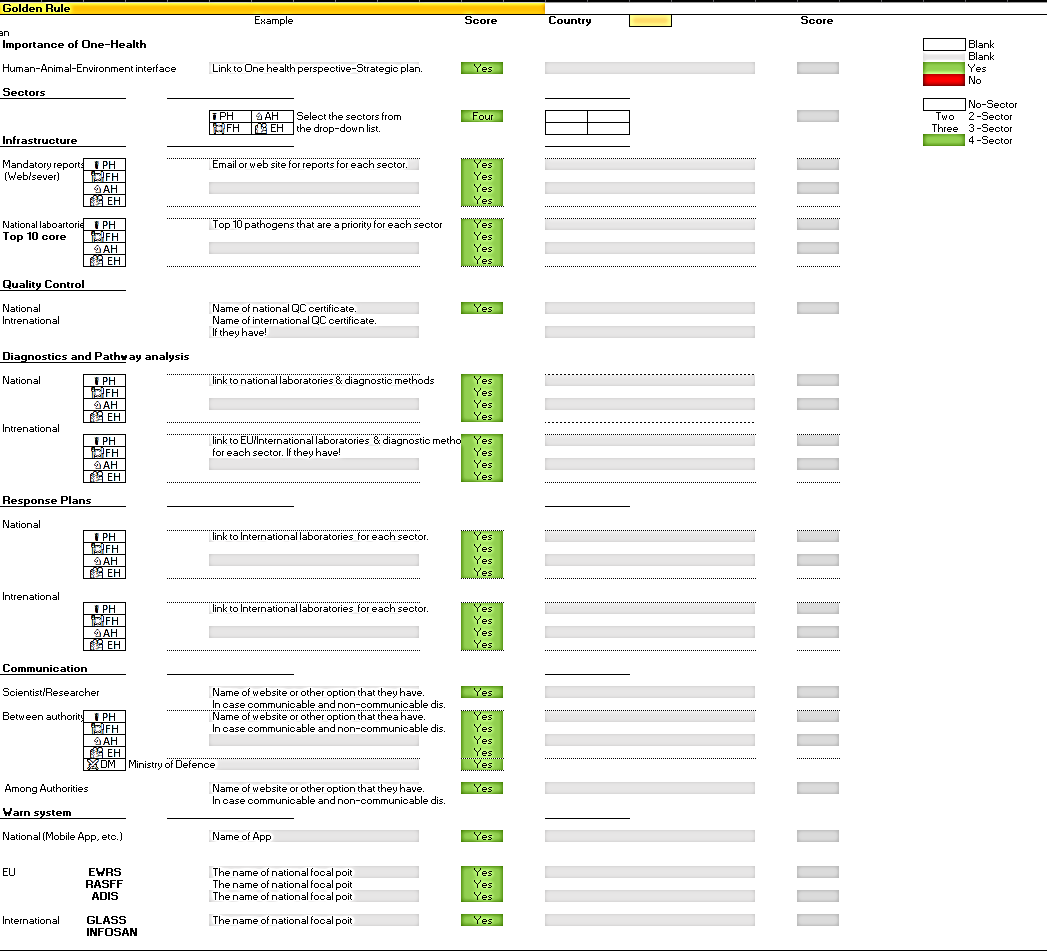 Golden Rule
Example Score Country Score
an
Importance of One-Health
Blank
Blank
Human-Animal-Environment interface Link to One health perspective-Strategic plan. Yes Yes
No
Sectors
No-Sector
PH AH Select the sectors from Four Two 2-Sector
FH EH the drop-down list. Three 3-Sector
Infrastructure 4-Sector
Mandatory reports PH Email or web site for reports for each sector. Yes
(Web/sever) FH Yes
AH Yes
EH Yes
National laboartorie PH Top 10 pathogens that are a priority for each sector Yes
Top 10 core FH Yes
AH Yes
EH Yes
Quality Control
National Name of national QC certificate. Yes
Intrenational Name of international QC certificate.
If they have!
Diagnostics and Pathway analysis
National PH link to national laboratories & diagnostic methods Yes
FH Yes
AH Yes
EH Yes
Intrenational
PH link to EU/International laboratories & diagnostic metho Yes
FH for each sector. If they have! Yes
AH Yes
EH Yes
Response Plans
National
PH link to International laboratories for each sector. Yes
FH Yes
AH Yes
EH Yes
Intrenational
PH link to International laboratories for each sector. Yes
FH Yes
AH Yes
EH Yes
Communication
Scientist/Researcher Name of website or other option that they have. Yes
In case communicable and non-communicable dis.
Between authority PH Name of website or other option that thea have. Yes
FH In case communicable and non-communicable dis. Yes
AH Yes
EH Yes
DM Ministry of Defence Yes
Among Authorities Name of website or other option that they have. Yes
In case communicable and non-communicable dis.
Warn system
National (Mobile App, etc.) Name of App Yes
EU EWRS The name of national focal poit Yes
RASFF The name of national focal poit Yes
ADIS The name of national focal poit Yes
International GLASS The name of national focal poit Yes
INFOSAN